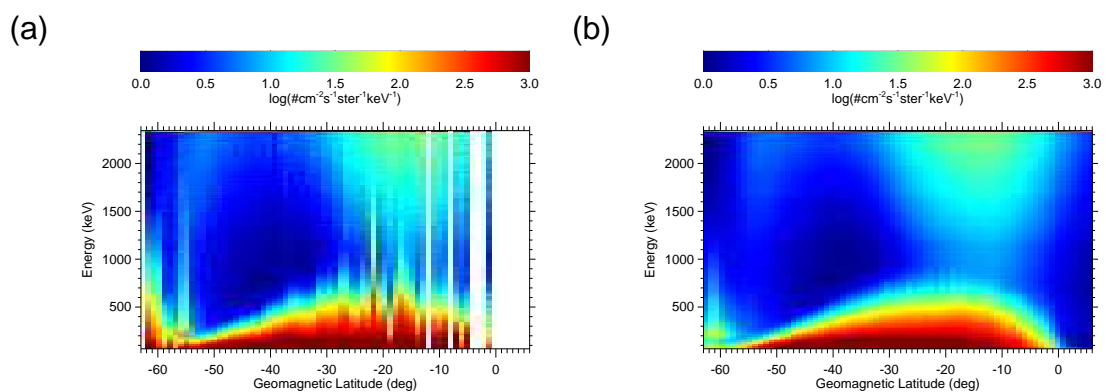 (a)
0.0 0.5 1.0 1.5 2.0 2.5 3.0
log(#cm⁻²s⁻¹ster⁻¹keV⁻¹)
2000
1500
1000
500
Energy (keV)
-60 -50 -40 -30 -20 -10 0
Geomagnetic Latitude (deg)
(b)
0.0 0.5 1.0 1.5 2.0 2.5 3.0
log(#cm⁻²s⁻¹ster⁻¹keV⁻¹)
2000
1500
1000
500
Energy (keV)
-60 -50 -40 -30 -20 -10 0
Geomagnetic Latitude (deg)